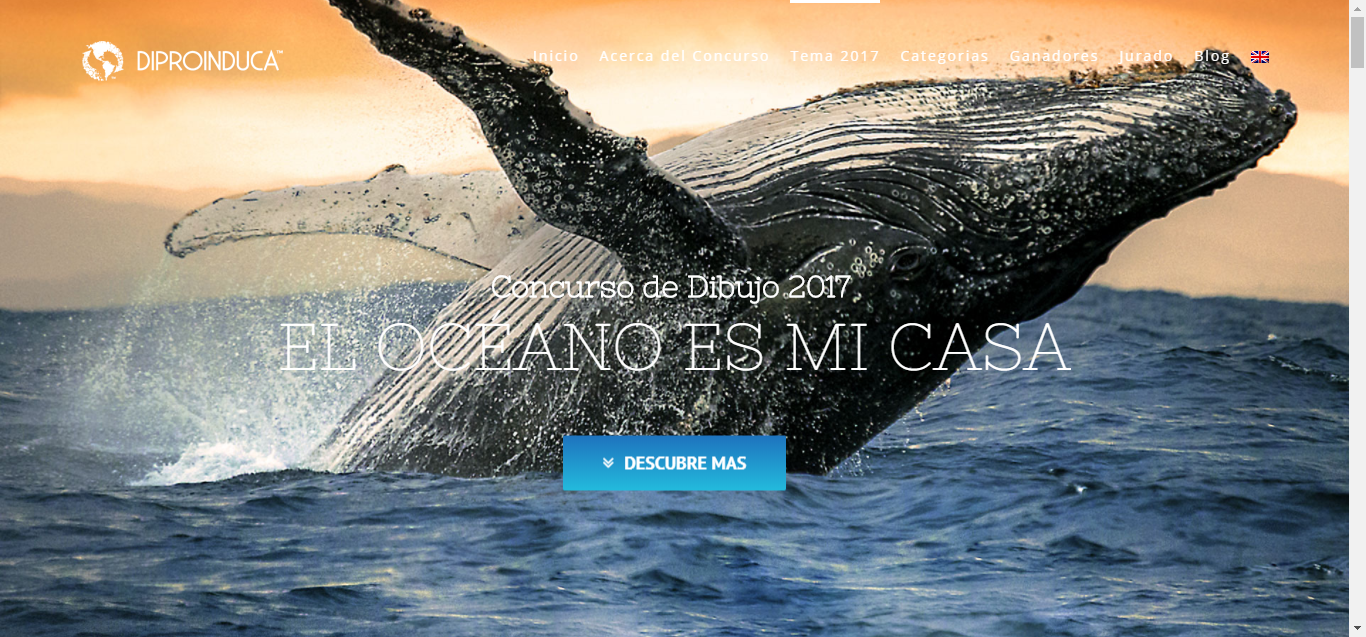 DIPROINDUCA™
Inicio Acerca del Concurso Tema 2017 Categorias Ganadores Jurado Blog
Concurso de Dibujo 2017
EL OCÉANO ES MI CASA
DESCUBRE MAS